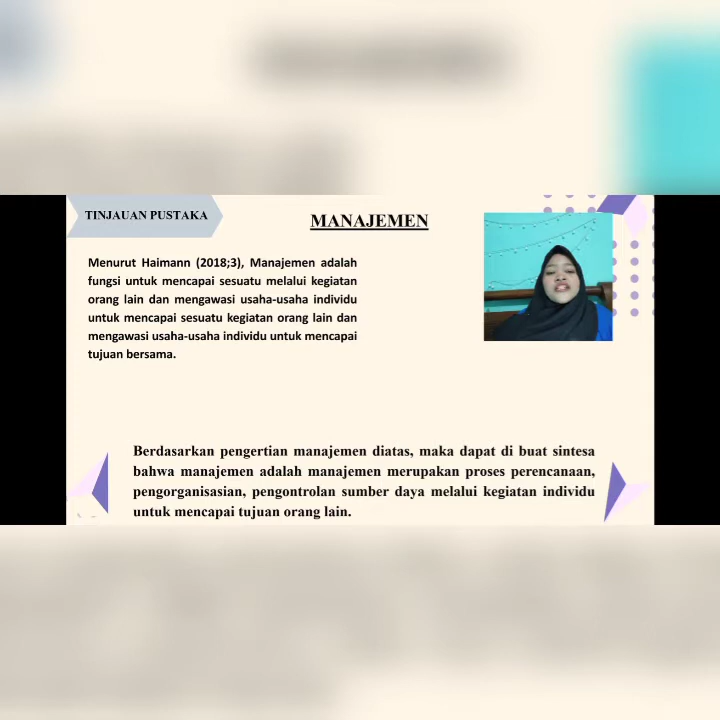 TINJAUAN PUSTAKA
MANAJEMEN
Menurut Haimann (2018;3), Manajemen adalah
fungsi untuk mencapai sesuatu melalui kegiatan
orang lain dan mengawasi usaha-usaha individu
untuk mencapai sesuatu kegiatan orang lain dan
mengawasi usaha-usaha individu untuk mencapai
tujuan bersama.
Berdasarkan pengertian manajemen diatas, maka dapat di buat sintesa
bahwa manajemen adalah manajemen merupakan proses perencanaan,
pengorganisasian, pengontrolan sumber daya melalui kegiatan individu
untuk mencapai tujuan orang lain.